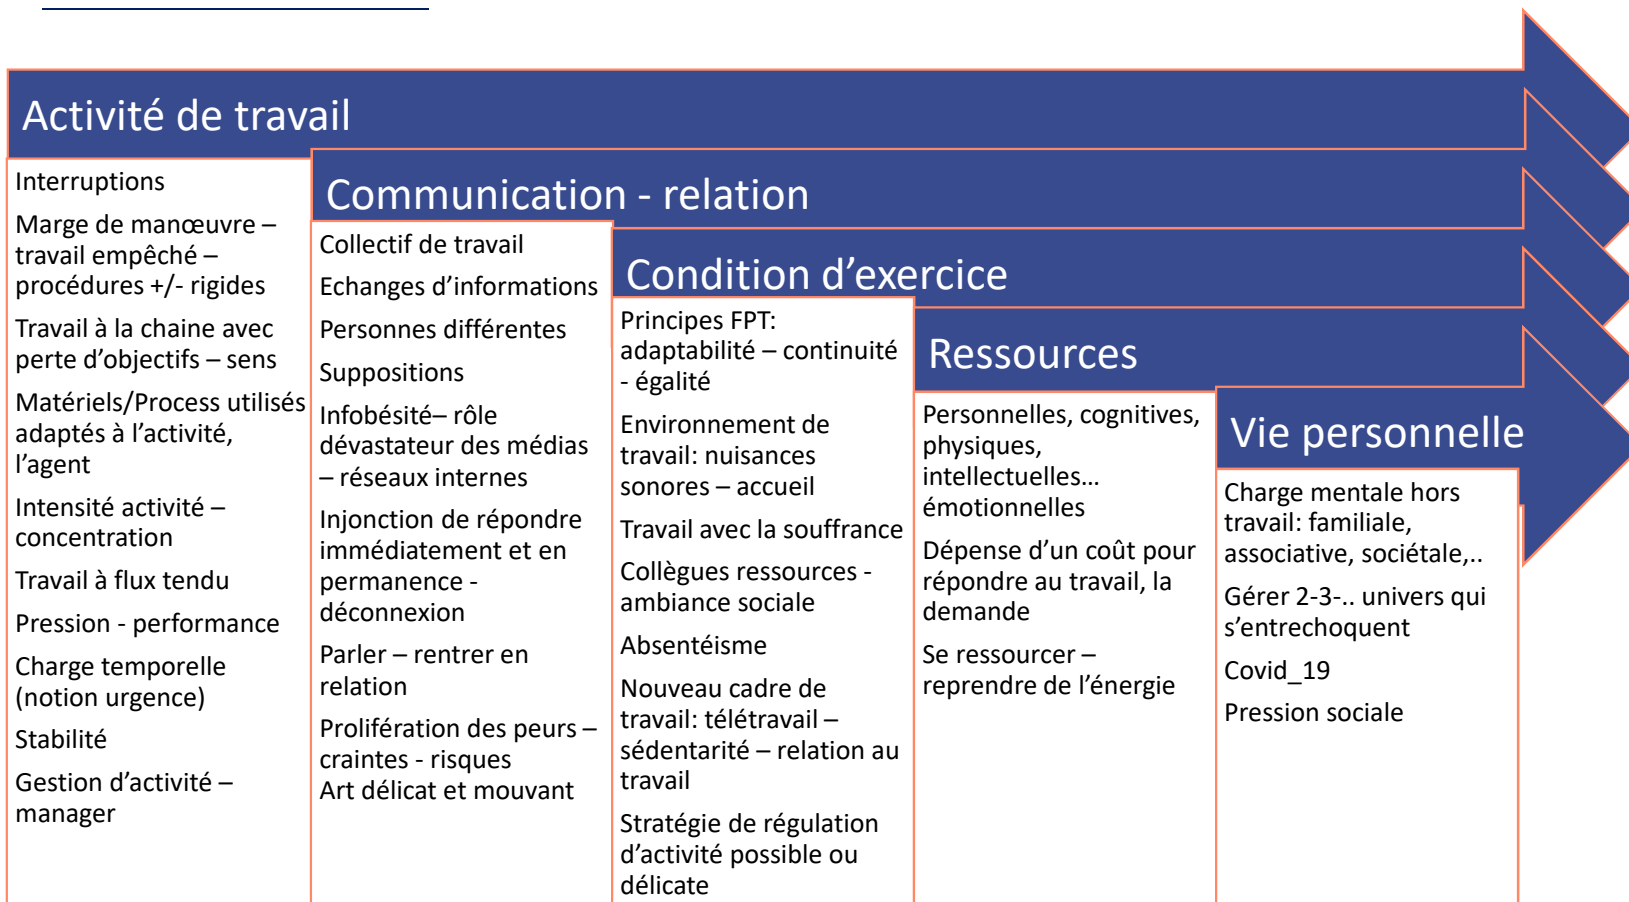 Activité de travail
Interruptions
Marge de manœuvre –
travail empêché –
procédures +/- rigides
Travail à la chaine avec
perte d’objectifs – sens
Matériels/Process utilisés
adaptés à l’activité,
l’agent
Intensité activité –
concentration
Travail à flux tendu
Pression - performance
Charge temporelle
(notion urgence)
Stabilité
Gestion d’activité –
manager
Communication - relation
Collectif de travail
Echanges d’informations
Personnes différentes
Suppositions
Infobésité– rôle
dévastateur des médias
– réseaux internes
Injonction de répondre
immédiatement et en
permanence -
déconnexion
Parler – rentrer en
relation
Prolifération des peurs –
craintes - risques
Art délicat et mouvant
Condition d’exercice
Principes FPT:
adaptabilité – continuité
- égalité
Environnement de
travail: nuisances
sonores – accueil
Travail avec la souffrance
Collègues ressources -
ambiance sociale
Absentéisme
Nouveau cadre de
travail: télétravail –
sédentarité – relation au
travail
Stratégie de régulation
d’activité possible ou
délicate
Ressources
Personnelles, cognitives,
physiques,
intellectuelles…
émotionnelles
Dépense d’un coût pour
répondre au travail, la
demande
Se ressourcer –
reprendre de l’énergie
Vie personnelle
Charge mentale hors
travail: familiale,
associative, sociétale,..
Gérer 2-3-.. univers qui
s’entrechoquent
Covid_19
Pression sociale